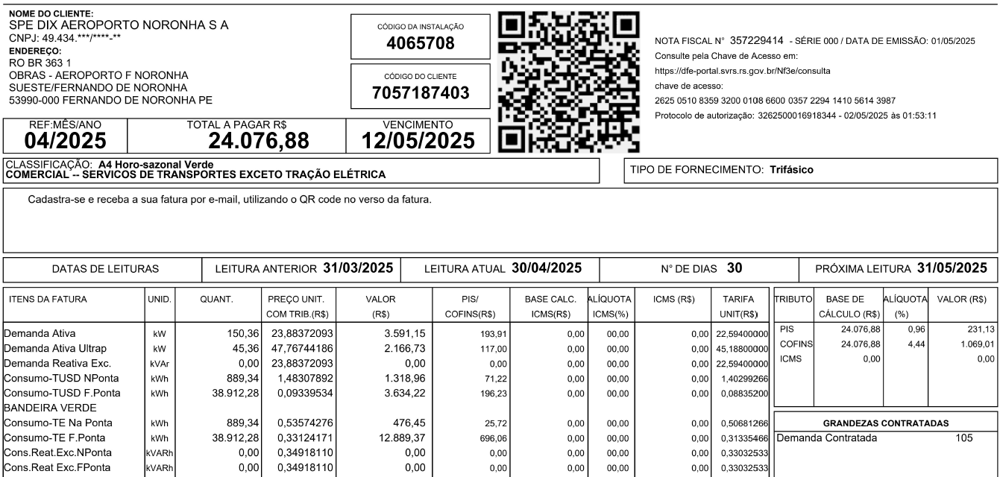 NOME DO CLIENTE:
SPE DIX AEROPORTO NORONHA S A
CNPJ: 49.434.***/****-**
ENDEREÇO:
RO BR 363 1
OBRAS - AEROPORTO F NORONHA
SUESTE/FERNANDO DE NORONHA
53990-000 FERNANDO DE NORONHA PE
CÓDIGO DA INSTALAÇÃO
4065708
CÓDIGO DO CLIENTE
7057187403
NOTA FISCAL N° 357229414 - SÉRIE 000 / DATA DE EMISSÃO: 01/05/2025
Consulte pela Chave de Acesso em:
https://dfe-portal.svrs.rs.gov.br/Nf3e/consulta
chave de acesso:
2625 0510 8359 3200 0108 6600 0357 2294 1410 5614 3987
Protocolo de autorização: 3262500016918344 - 02/05/2025 às 01:53:11
REF:MÊS/ANO TOTAL A PAGAR R$ VENCIMENTO
04/2025 24.076,88 12/05/2025
CLASSIFICAÇÃO: A4 Horo-sazonal Verde
COMERCIAL -- SERVICOS DE TRANSPORTES EXCETO TRAÇÃO ELÉTRICA
TIPO DE FORNECIMENTO: Trifásico
Cadastra-se e receba a sua fatura por e-mail, utilizando o QR code no verso da fatura.
DATAS DE LEITURAS LEITURA ANTERIOR 31/03/2025 LEITURA ATUAL 30/04/2025 N° DE DIAS 30 PRÓXIMA LEITURA 31/05/2025
ITENS DA FATURA UNID. QUANT. PREÇO UNIT. VALOR PIS/ BASE CALC. ALÍQUOTA ICMS (R$) TARIFA
COM TRIB.(R$) (R$) COFINS(R$) ICMS(R$) ICMS(%) UNIT(R$)
Demanda Ativa kW 150,36 23,88372093 3.591,15 193,91 0,00 00,00 0,00 22,59400000
Demanda Ativa Ultrap kW 45,36 47,76744186 2.166,73 117,00 0,00 00,00 0,00 45,18800000
Demanda Reativa Exc. kVAr 0,00 23,88372093 0,00 0,00 0,00 00,00 0,00 22,59400000
Consumo-TUSD NPonta kWh 889,34 1,48307892 1.318,96 71,22 0,00 00,00 0,00 1,40299266
Consumo-TUSD F.Ponta kWh 38.912,28 0,09339534 3.634,22 196,23 0,00 00,00 0,00 0,08835200
BANDEIRA VERDE
Consumo-TE Na Ponta kWh 889,34 0,53574276 476,45 25,72 0,00 00,00 0,00 0,50681266
Consumo-TE F.Ponta kWh 38.912,28 0,33124171 12.889,37 696,06 0,00 00,00 0,00 0,31335466
Cons.Reat.Exc.NPonta kVARh 0,00 0,34918110 0,00 0,00 0,00 00,00 0,00 0,33032533
Cons.Reat Exc.FPonta kVARh 0,00 0,34918110 0,00 0,00 0,00 00,00 0,00 0,33032533
TRIBUTO BASE DE ALÍQUOTA VALOR (R$)
CÁLCULO (R$) (%)
PIS 24.076,88 0,96 231,13
COFINS 24.076,88 4,44 1.069,01
ICMS 0,00 0,00
GRANDEZAS CONTRATADAS
Demanda Contratada 105